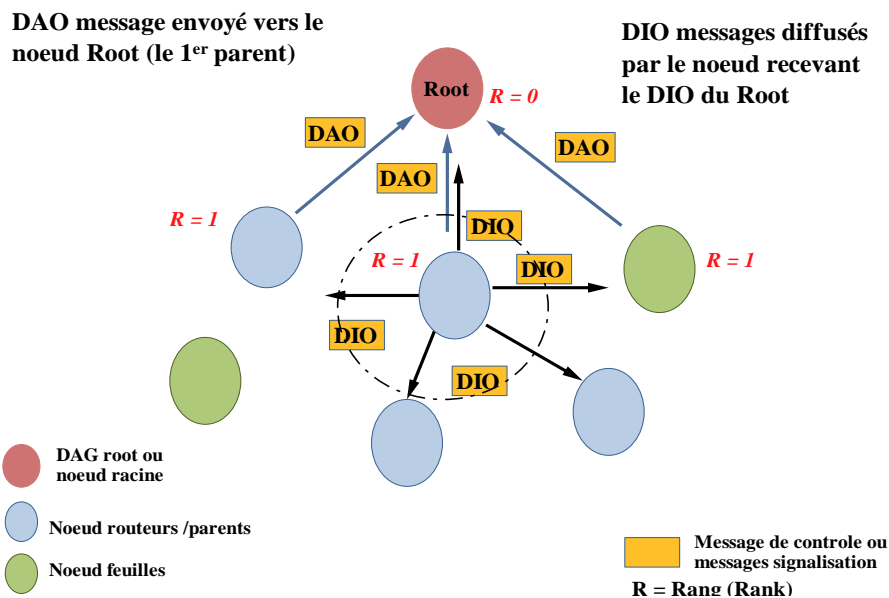 DAO message envoyé vers le
noeud Root (le 1er parent)
DIO messages diffusés
par le noeud recevant
le DIO du Root
Root
R = 0
DAO
DAO
DAO
R = 1
DIO
R = 1
DIO
R = 1
DIO
DIO
DAG root ou
noeud racine
Noeud routeurs /parents
Noeud feuilles
Message de controle ou
messages signalisation
R = Rang (Rank)